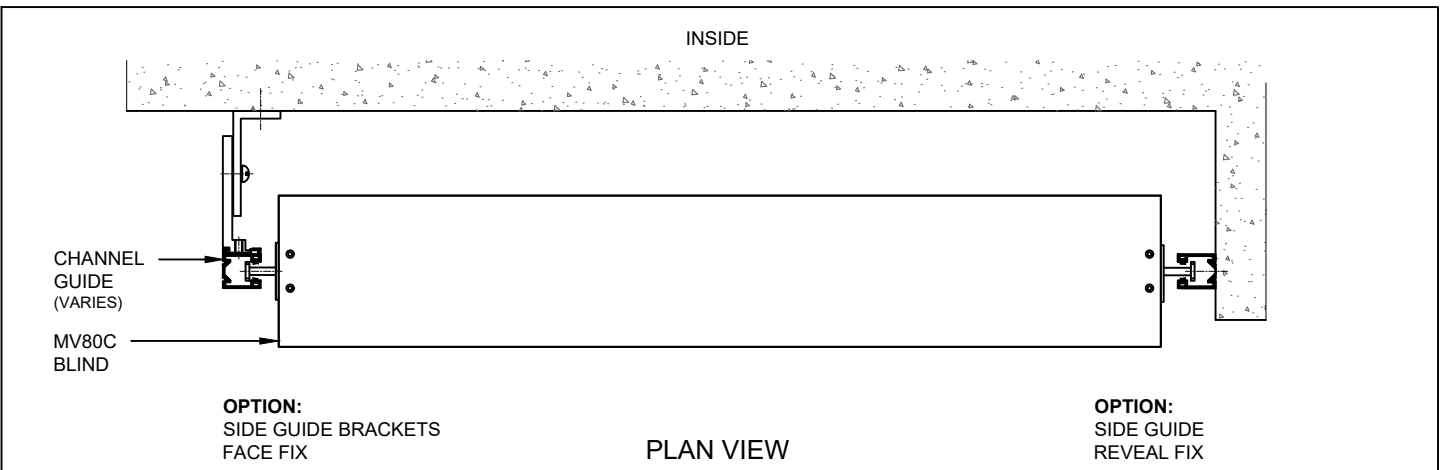 INSIDE
CHANNEL
GUIDE
(VARIES)
MV80C
BLIND
OPTION:
SIDE GUIDE BRACKETS
FACE FIX
PLAN VIEW
OPTION:
SIDE GUIDE
REVEAL FIX